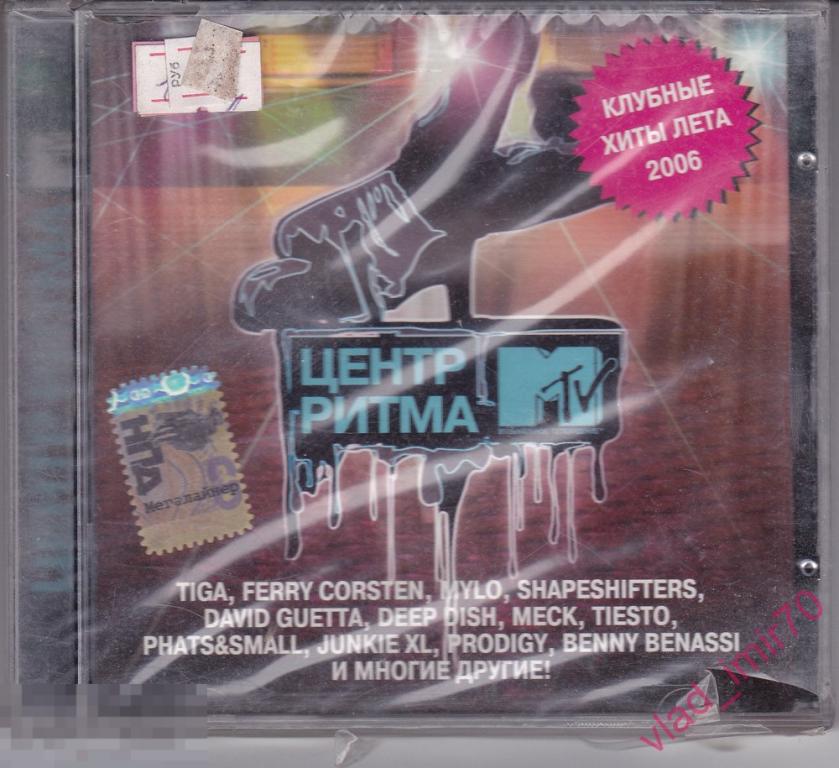 руб
КЛУБНЫЕ
ХИТЫ ЛЕТА
2006
ЦЕНТР
РИТМА
MTV
НПА
Мегалайнер
TIGA, FERRY CORSTEN, MYLO, SHAPESHIFTERS,
DAVID GUETTA, DEEP DISH, MECK, TIESTO,
PHATS&SMALL, JUNKIE XL, PRODIGY, BENNY BENASSI
И МНОГИЕ ДРУГИЕ!
vlad_imir70